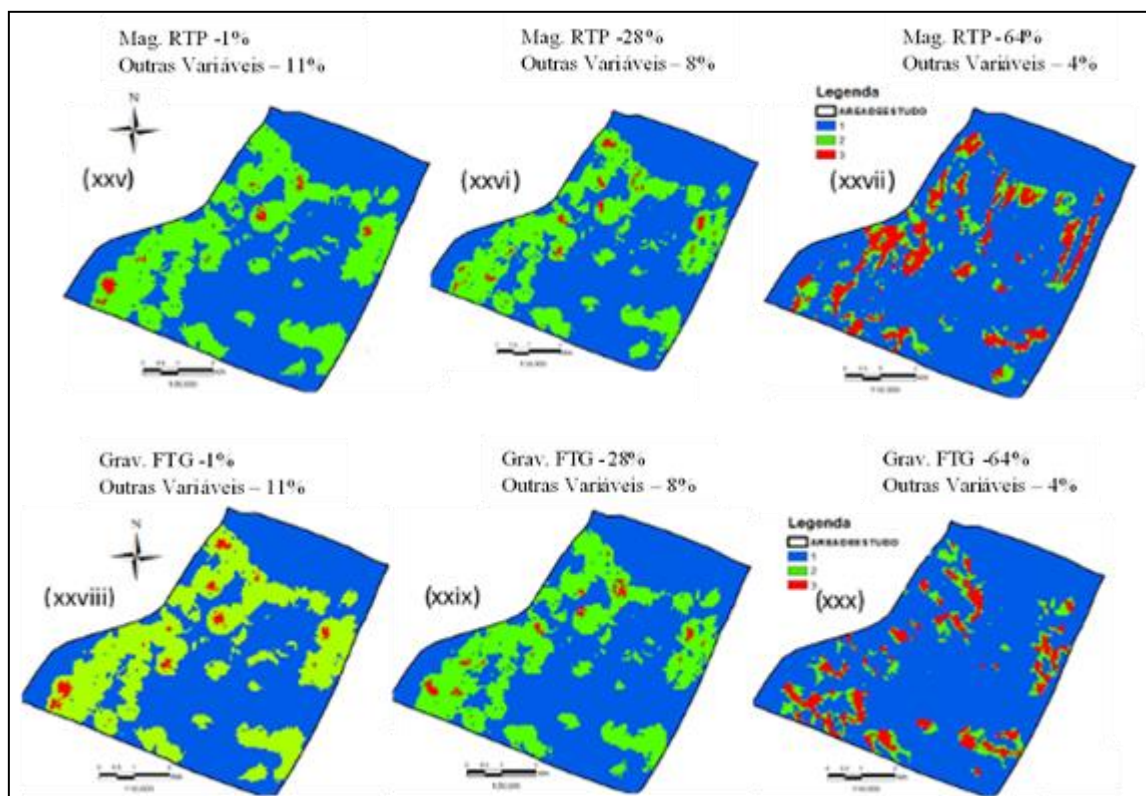 Mag. RTP -1%
Outras Variáveis – 11%
Mag. RTP -28%
Outras Variáveis – 8%
Mag. RTP -64%
Outras Variáveis – 4%
N
Legenda
1
2
3
(xxv)
(xxvi)
(xxvii)
Grav. FTG -1%
Outras Variáveis – 11%
Grav. FTG -28%
Outras Variáveis – 8%
Grav. FTG -64%
Outras Variáveis – 4%
N
Legenda
1
2
3
(xxviii)
(xxix)
(xxx)